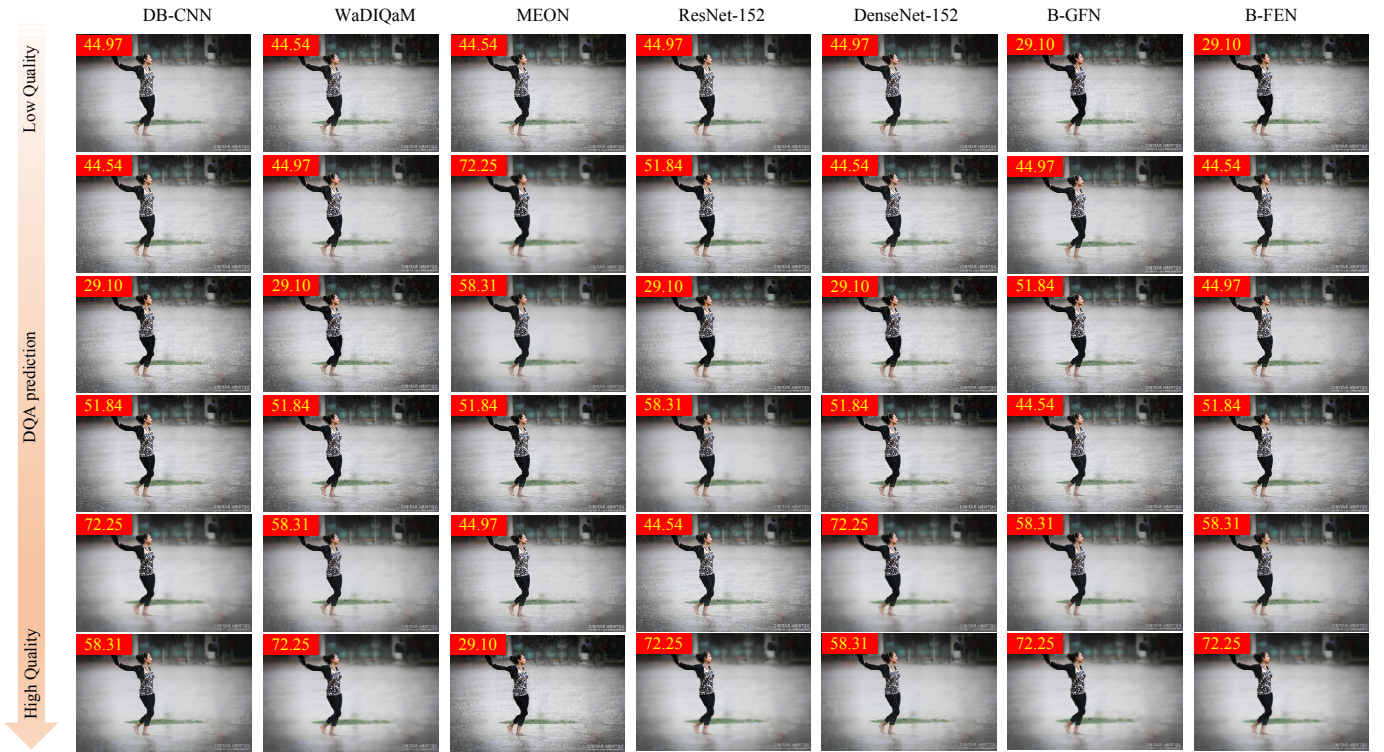 DB-CNN WaDIQaM MEON ResNet-152 DenseNet-152 B-GFN B-FEN
Low Quality
DQA prediction
High Quality
44.97 44.54 44.54 44.97 44.97 29.10 29.10
44.54 44.97 72.25 51.84 44.54 44.97 44.54
29.10 29.10 58.31 29.10 29.10 51.84 44.97
51.84 51.84 51.84 58.31 51.84 44.54 51.84
72.25 58.31 44.97 44.54 72.25 58.31 58.31
58.31 72.25 29.10 72.25 58.31 72.25 72.25